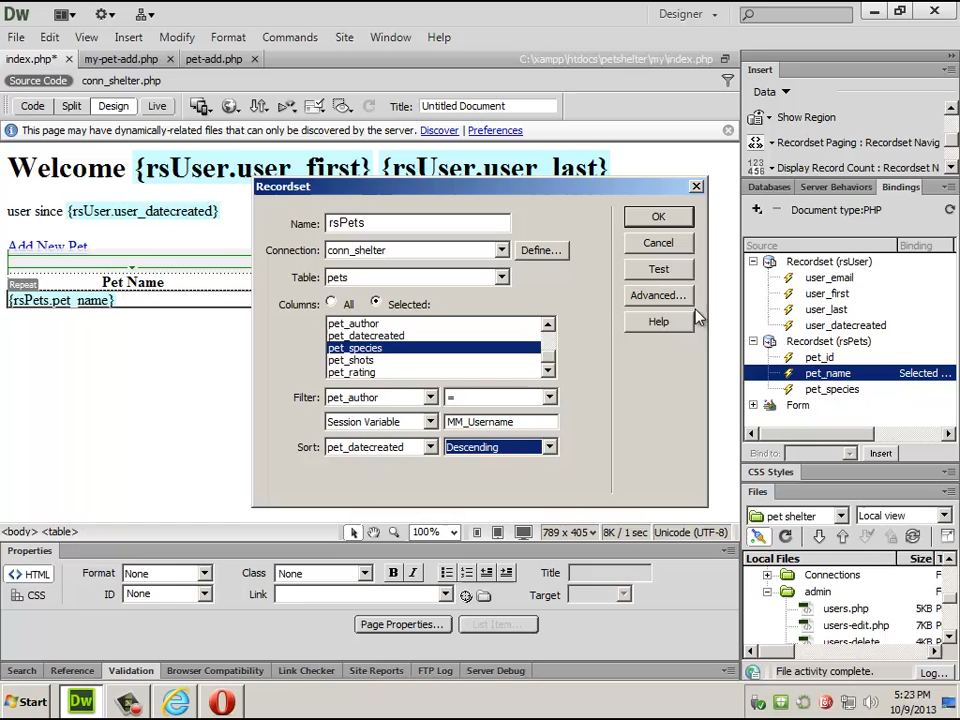 Dw
Designer
File Edit View Insert Modify Format Commands Site Window Help
index.php* my-pet-add.php pet-add.php C:\xampp\htdocs\petshelter\my\index.php
Source Code conn_shelter.php
Code Split Design Live Title: Untitled Document
This page may have dynamically-related files that can only be discovered by the server. Discover | Preferences
Welcome {rsUser.user_first} {rsUser.user_last}
user since {rsUser.user_datecreated}
Add New Pet
Repeat Pet Name
{rsPets.pet_name}
Recordset
Name: rsPets
Connection: conn_shelter Define...
Table: pets
Columns: All Selected:
pet_author
pet_datecreated
pet_species
pet_shots
pet_rating
Filter: pet_author =
Session Variable MM_Username
Sort: pet_datecreated Descending
OK
Cancel
Test
Advanced...
Help
Insert
Data
Show Region
Recordset Paging : Recordset Navig
Display Record Count : Recordset N
Databases Server Behaviors Bindings
Document type:PHP
Source Binding
Recordset (rsUser)
user_email
user_first
user_last
user_datecreated
Recordset (rsPets)
pet_id
pet_name Selected ...
pet_species
Form
Bind to: Insert
CSS Styles
Files
pet shelter Local view
Local Files Size
Connections F
admin F
users.php 5KB P
users-edit.php 7KB P
users-delete
File activity complete. Log...
<body> <table> 100% 789 x 405 8K / 1 sec Unicode (UTF-8)
Properties
HTML Format None Class None B I Title
CSS ID None Link Target
Page Properties... List Item...
Search Reference Validation Browser Compatibility Link Checker Site Reports FTP Log Server Debug
Start Dw 5:23 PM
10/9/2013